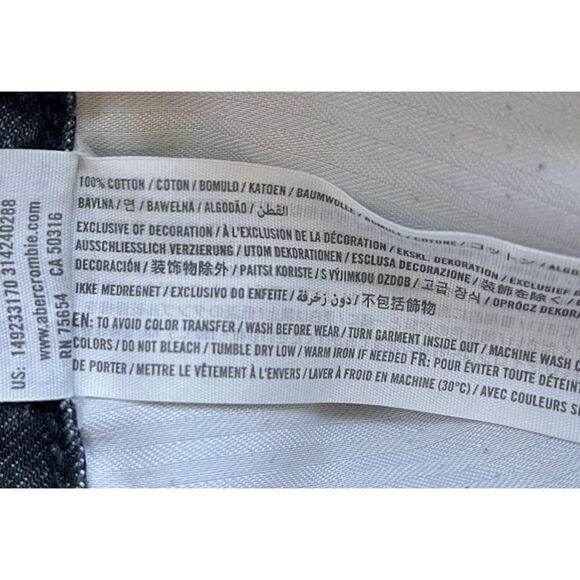 US: 149233170 314240288
www.abercrombie.com
RN 75654 CA 50316
100% COTTON / COTON / BOMULD / KATOEN / BAUMWOLLE /
BAVLNA / 면 / BAWEŁNA / ALGODÃO / القطن
EXCLUSIVE OF DECORATION / À L'EXCLUSION DE LA DÉCORATION / EKSKL. DEKORATION / EXCLUSIEF
AUSSCHLIESSLICH VERZIERUNG / UTOM DEKORATIONEN / ESCLUSA DECORAZIONE / 装飾を除く /
DECORACIÓN / 装饰物除外 / PAITSI KORISTE / S VÝJIMKOU OZDOB / 고급 장식 / OPRÓCZ
IKKE MEDREGNET / EXCLUSIVO DO ENFEITE / دون زخرفة / 不包括飾物
EN: TO AVOID COLOR TRANSFER / WASH BEFORE WEAR / TURN GARMENT INSIDE OUT / MACHINE WASH
COLORS / DO NOT BLEACH / TUMBLE DRY LOW / WARM IRON IF NEEDED FR: POUR ÉVITER TOUTE
DE PORTER / METTRE LE VÊTEMENT À L'ENVERS / LAVER À FROID EN MACHINE (30°C) / AVEC COULEURS